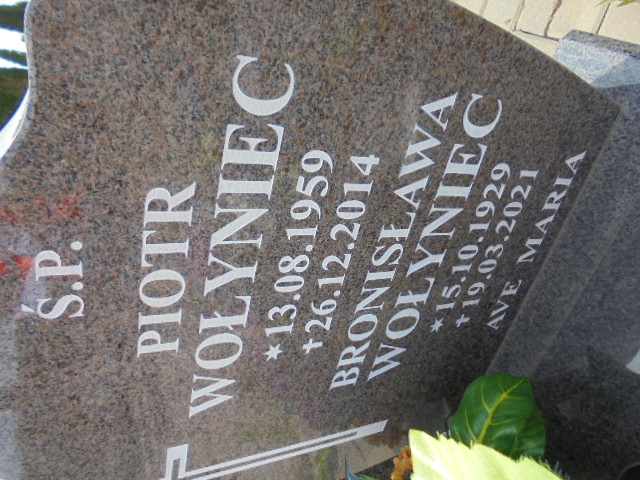 Ś.P.
PIOTR
WOŁYNIEC
*13.08.1959
+26.12.2014
BRONISŁAWA
WOŁYNIEC
*15.10.1929
+19.03.2021
AVE MARIA